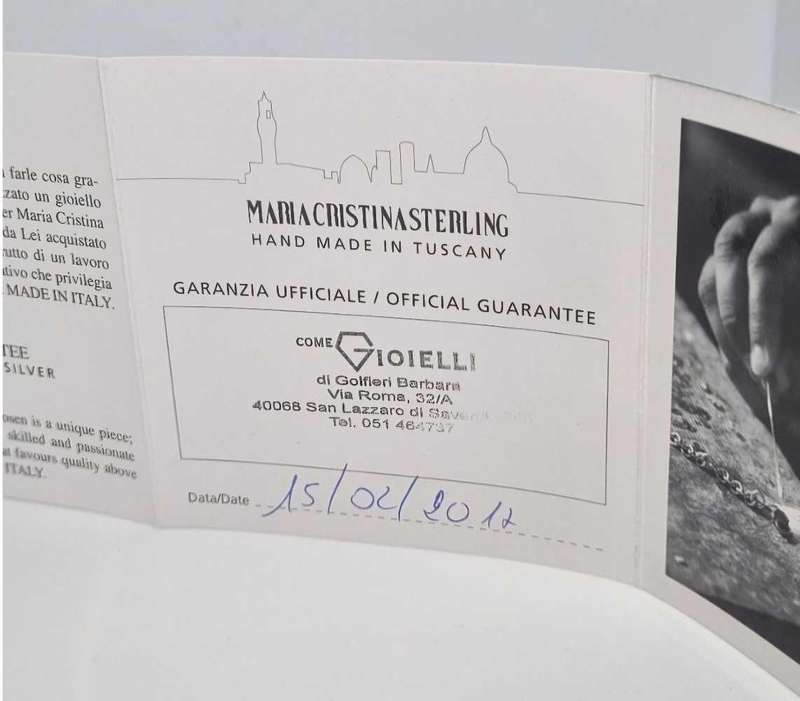 farle cosa gra-
zato un gioiello
er Maria Cristina
da Lei acquistato
utto di un lavoro
tivo che privilegia
MADE IN ITALY.
TEE
SILVER
osen is a unique piece;
skilled and passionate
at favours quality above
ITALY.
MARIACRISTINASTERLING
HAND MADE IN TUSCANY
GARANZIA UFFICIALE / OFFICIAL GUARANTEE
COME GIOIELLI
di Golfieri Barbara
Via Roma, 32/A
40068 San Lazzaro di
Tel. 051 464737
Data/Date 15/02/2012